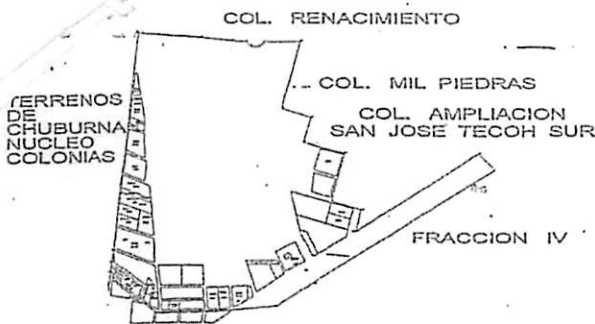 COL. RENACIMIENTO
COL. MIL PIEDRAS
TERRENOS
DE
CHUBURNA
NUCLEO
COLONIAS
COL. AMPLIACION
SAN JOSE TECOH SUR
FRACCION IV